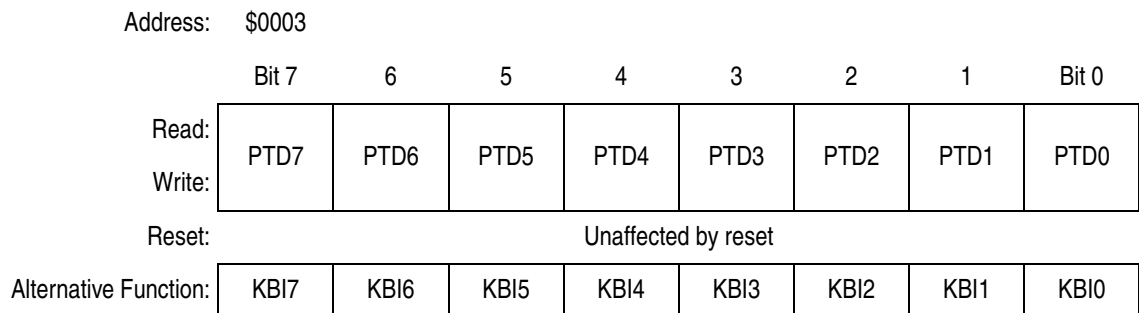 Address: $0003
Bit 7 6 5 4 3 2 1 Bit 0
Read:
PTD7 PTD6 PTD5 PTD4 PTD3 PTD2 PTD1 PTD0
Write:
Reset: Unaffected by reset
Alternative Function: KBI7 KBI6 KBI5 KBI4 KBI3 KBI2 KBI1 KBI0